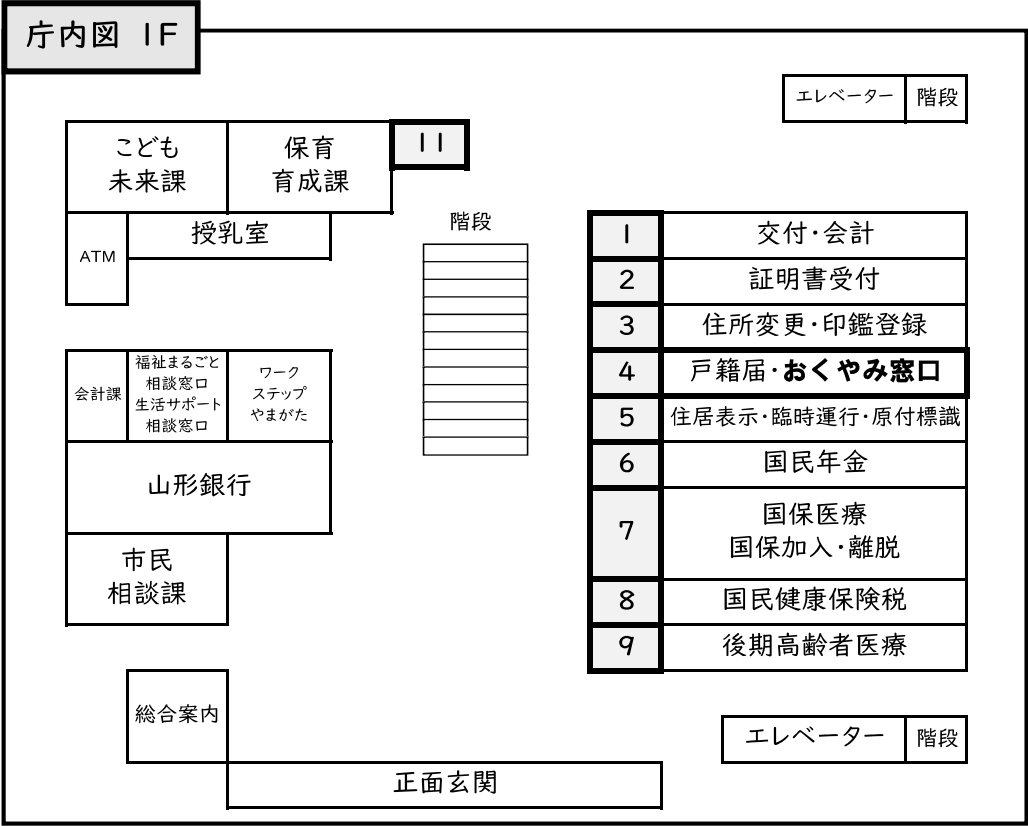 庁内図 1F
エレベーター
階段
こども
未来課
保育
育成課
11
授乳室
ATM
階段
1
交付・会計
2
証明書受付
3
住所変更・印鑑登録
4
戸籍届・おくやみ窓口
5
住居表示・臨時運行・原付標識
6
国民年金
7
国保医療
国保加入・離脱
8
国民健康保険税
9
後期高齢者医療
会計課
福祉まるごと
相談窓口
生活サポート
相談窓口
ワーク
ステップ
やまがた
山形銀行
市民
相談課
総合案内
エレベーター
階段
正面玄関